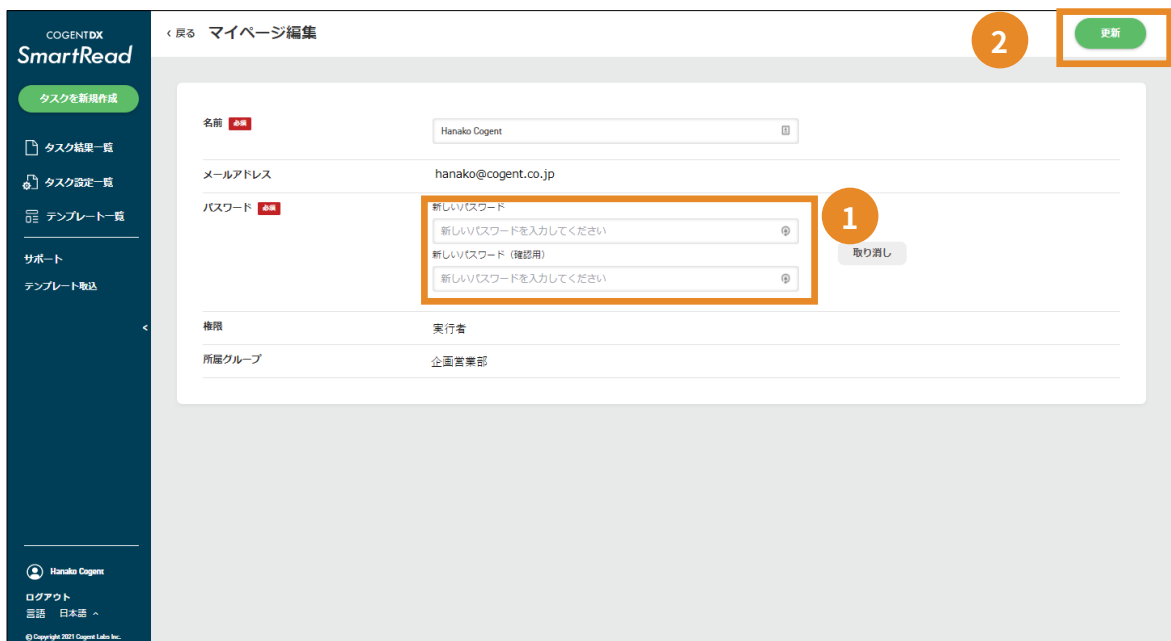 COGENTDX
SmartRead
タスクを新規作成
タスク結果一覧
タスク設定一覧
テンプレート一覧
サポート
テンプレート取込
<
Hanako Cogent
ログアウト
言語 日本語 ^
© Copyright 2021 Cogent Labs Inc.
‹ 戻る マイページ編集
2
更新
名前 必須
Hanako Cogent
メールアドレス
hanako@cogent.co.jp
パスワード 必須
新しいパスワード
新しいパスワードを入力してください
1
新しいパスワード（確認用）
新しいパスワードを入力してください
取り消し
権限
実行者
所属グループ
企画営業部